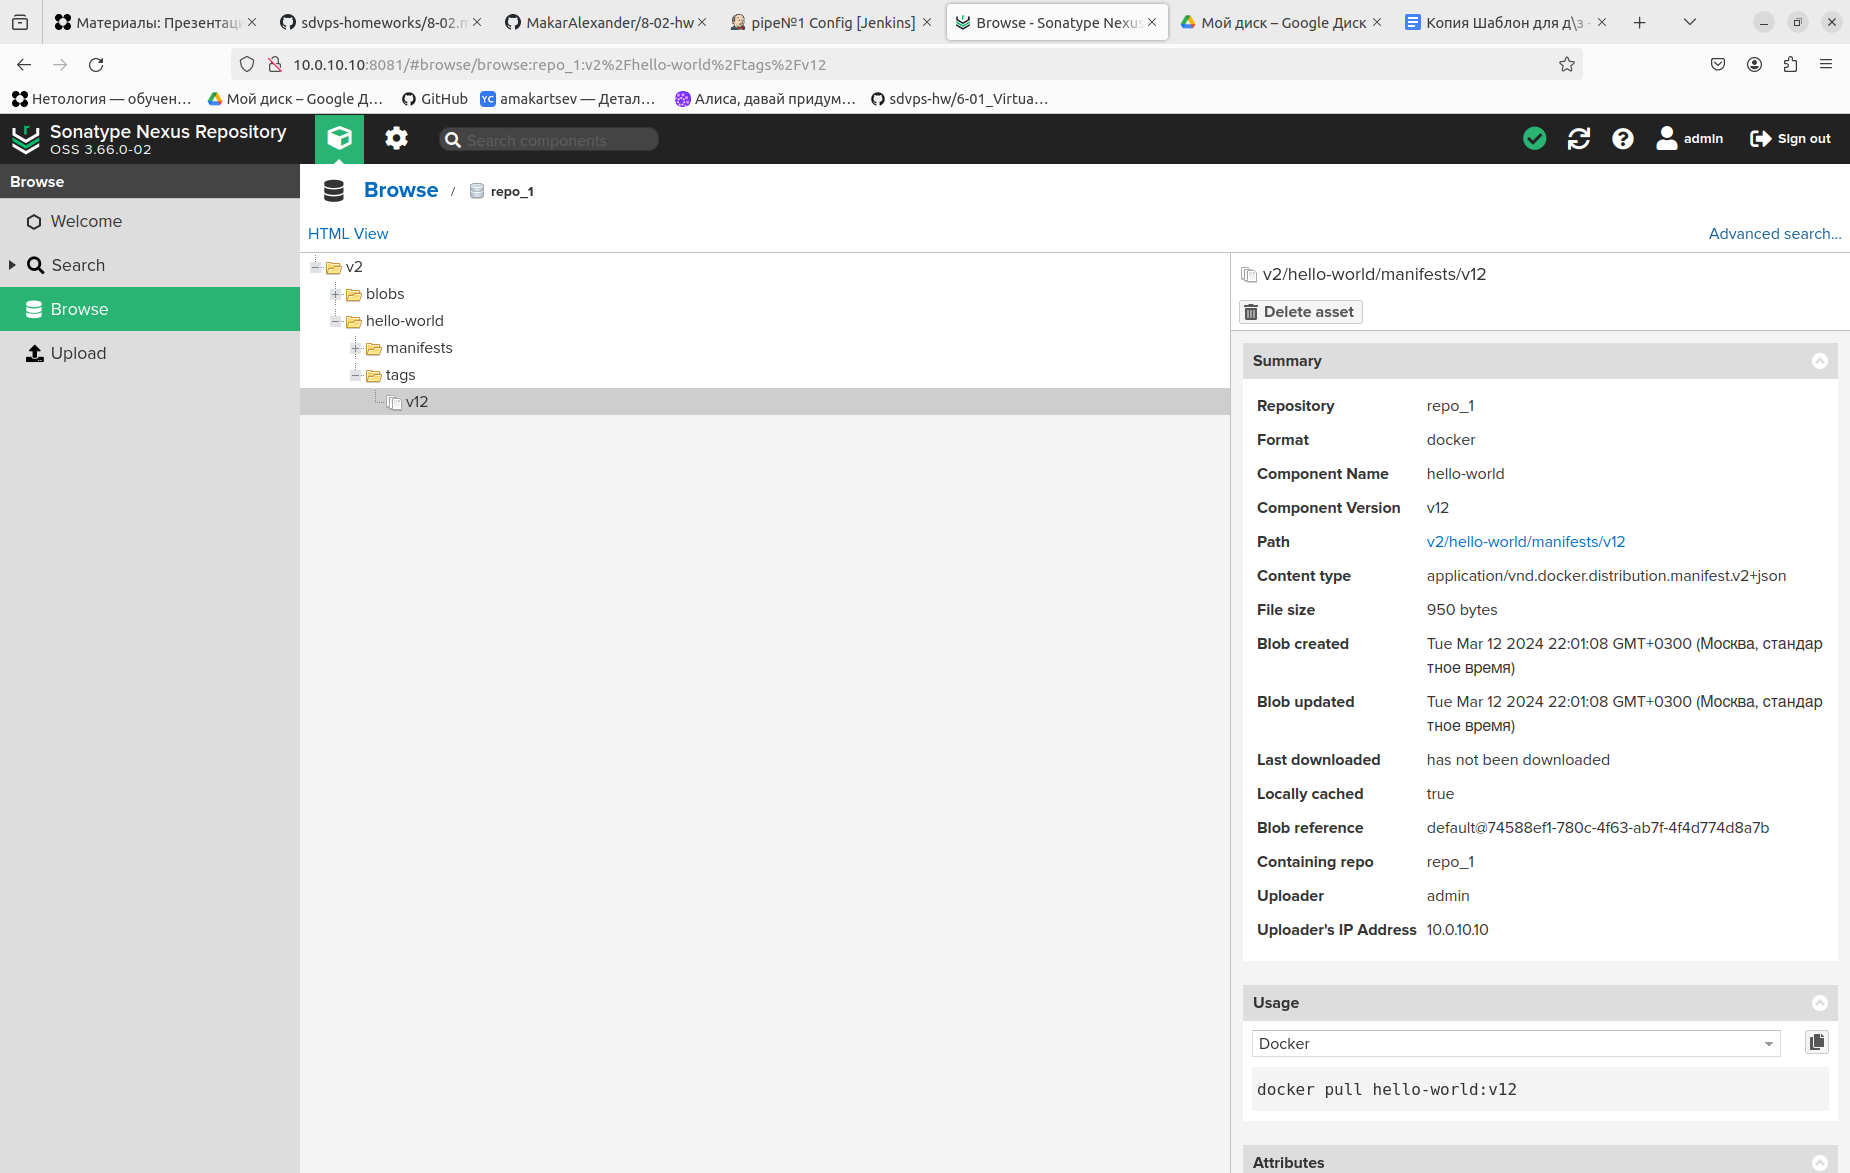 Материалы: Презентаци
sdvps-homeworks/8-02.m
MakarAlexander/8-02-hw
pipe№1 Config [Jenkins]
Browse - Sonatype Nexus
Мой диск – Google Диск
Копия Шаблон для д\з -
10.0.10.10:8081/#browse/browse:repo_1:v2%2Fhello-world%2Ftags%2Fv12
Нетология — обучен…
Мой диск – Google Д…
GitHub
YC amakartsev — Детал…
Алиса, давай придум…
sdvps-hw/6-01_Virtua…
Sonatype Nexus Repository
OSS 3.66.0-02
Search components
admin
Sign out
Browse
Welcome
Search
Browse
Upload
Browse / repo_1
HTML View
Advanced search...
v2
blobs
hello-world
manifests
tags
v12
v2/hello-world/manifests/v12
Delete asset
Summary
Repository repo_1
Format docker
Component Name hello-world
Component Version v12
Path v2/hello-world/manifests/v12
Content type application/vnd.docker.distribution.manifest.v2+json
File size 950 bytes
Blob created Tue Mar 12 2024 22:01:08 GMT+0300 (Москва, стандар
тное время)
Blob updated Tue Mar 12 2024 22:01:08 GMT+0300 (Москва, стандар
тное время)
Last downloaded has not been downloaded
Locally cached true
Blob reference default@74588ef1-780c-4f63-ab7f-4f4d774d8a7b
Containing repo repo_1
Uploader admin
Uploader's IP Address 10.0.10.10
Usage
Docker
docker pull hello-world:v12
Attributes